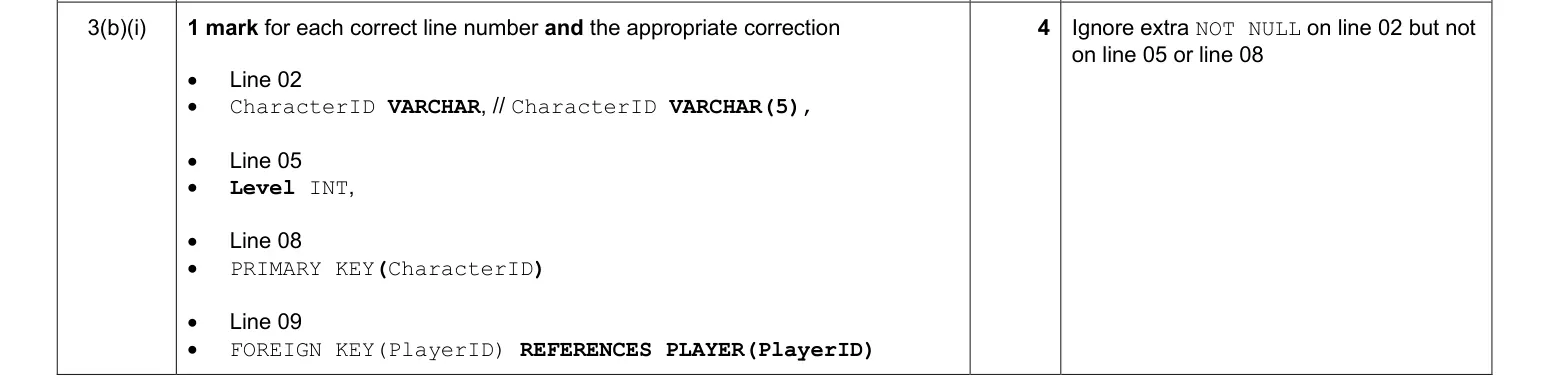 3(b)(i) 1 mark for each correct line number and the appropriate correction 4 Ignore extra NOT NULL on line 02 but not
on line 05 or line 08
• Line 02
• CharacterID VARCHAR, // CharacterID VARCHAR(5),
• Line 05
• Level INT,
• Line 08
• PRIMARY KEY(CharacterID)
• Line 09
• FOREIGN KEY(PlayerID) REFERENCES PLAYER(PlayerID)